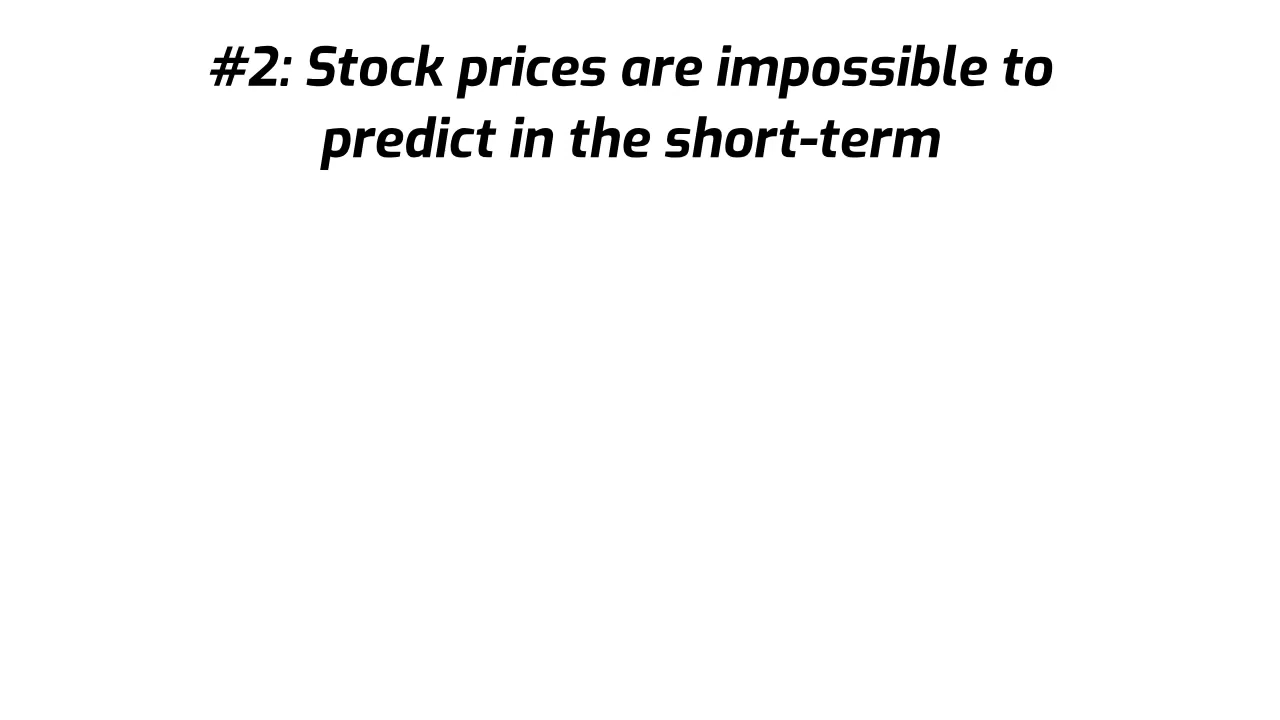 #2: Stock prices are impossible to
predict in the short-term